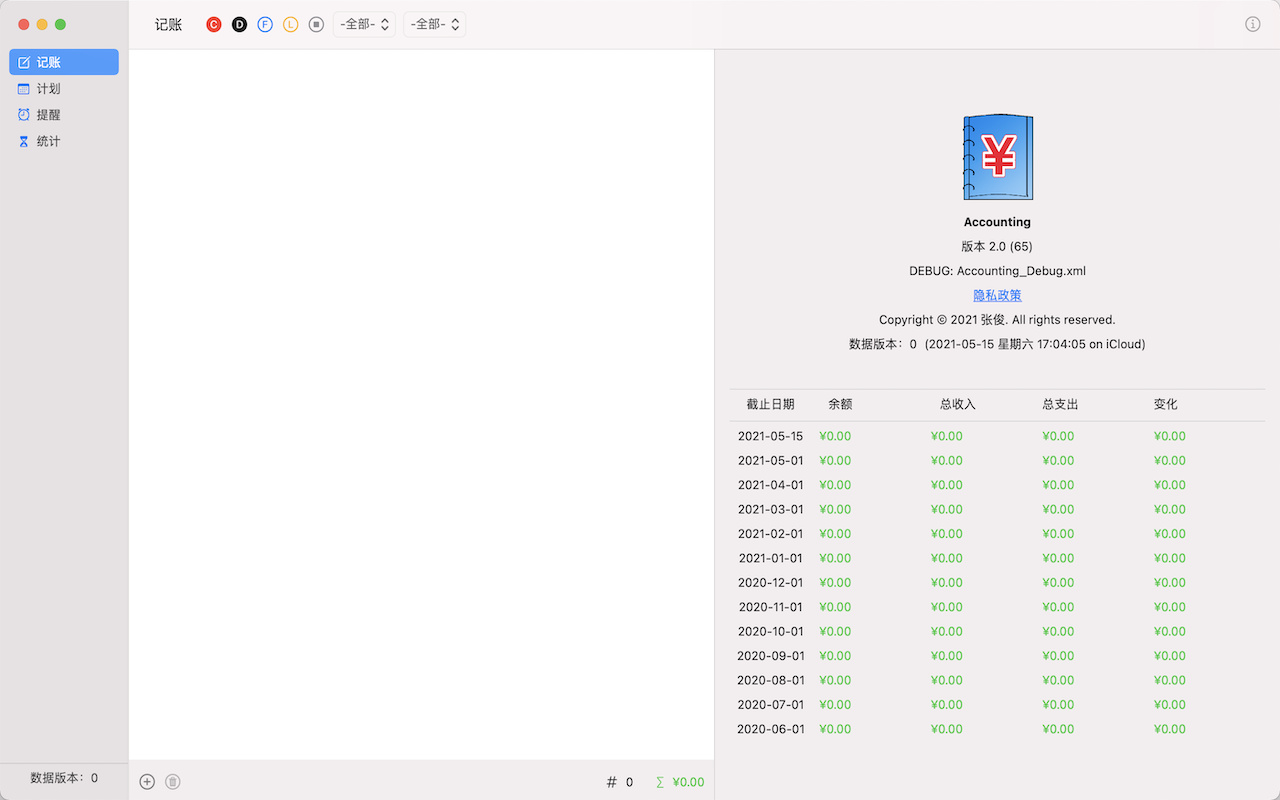 记账 C D F L -全部- -全部-
记账
计划
提醒
统计
¥
Accounting
版本 2.0 (65)
DEBUG: Accounting_Debug.xml
隐私政策
Copyright © 2021 张俊. All rights reserved.
数据版本：0 (2021-05-15 星期六 17:04:05 on iCloud)
截止日期 余额 总收入 总支出 变化
2021-05-15 ¥0.00 ¥0.00 ¥0.00 ¥0.00
2021-05-01 ¥0.00 ¥0.00 ¥0.00 ¥0.00
2021-04-01 ¥0.00 ¥0.00 ¥0.00 ¥0.00
2021-03-01 ¥0.00 ¥0.00 ¥0.00 ¥0.00
2021-02-01 ¥0.00 ¥0.00 ¥0.00 ¥0.00
2021-01-01 ¥0.00 ¥0.00 ¥0.00 ¥0.00
2020-12-01 ¥0.00 ¥0.00 ¥0.00 ¥0.00
2020-11-01 ¥0.00 ¥0.00 ¥0.00 ¥0.00
2020-10-01 ¥0.00 ¥0.00 ¥0.00 ¥0.00
2020-09-01 ¥0.00 ¥0.00 ¥0.00 ¥0.00
2020-08-01 ¥0.00 ¥0.00 ¥0.00 ¥0.00
2020-07-01 ¥0.00 ¥0.00 ¥0.00 ¥0.00
2020-06-01 ¥0.00 ¥0.00 ¥0.00 ¥0.00
数据版本：0
# 0 ∑ ¥0.00